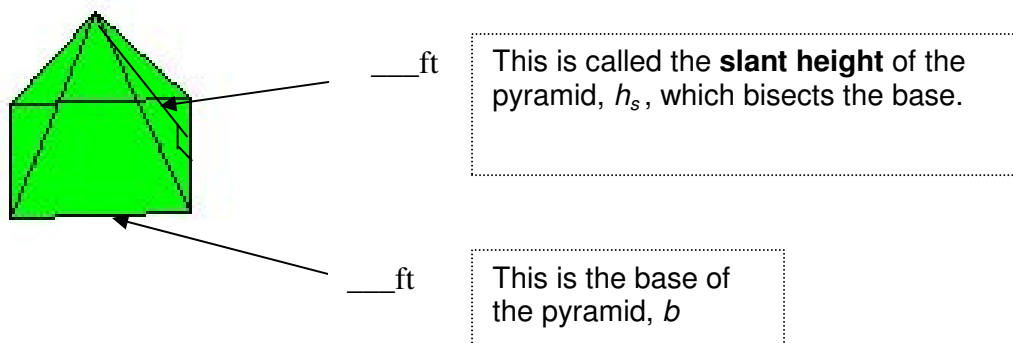 ___ft
This is called the slant height of the
pyramid, hs, which bisects the base.
___ft
This is the base of
the pyramid, b